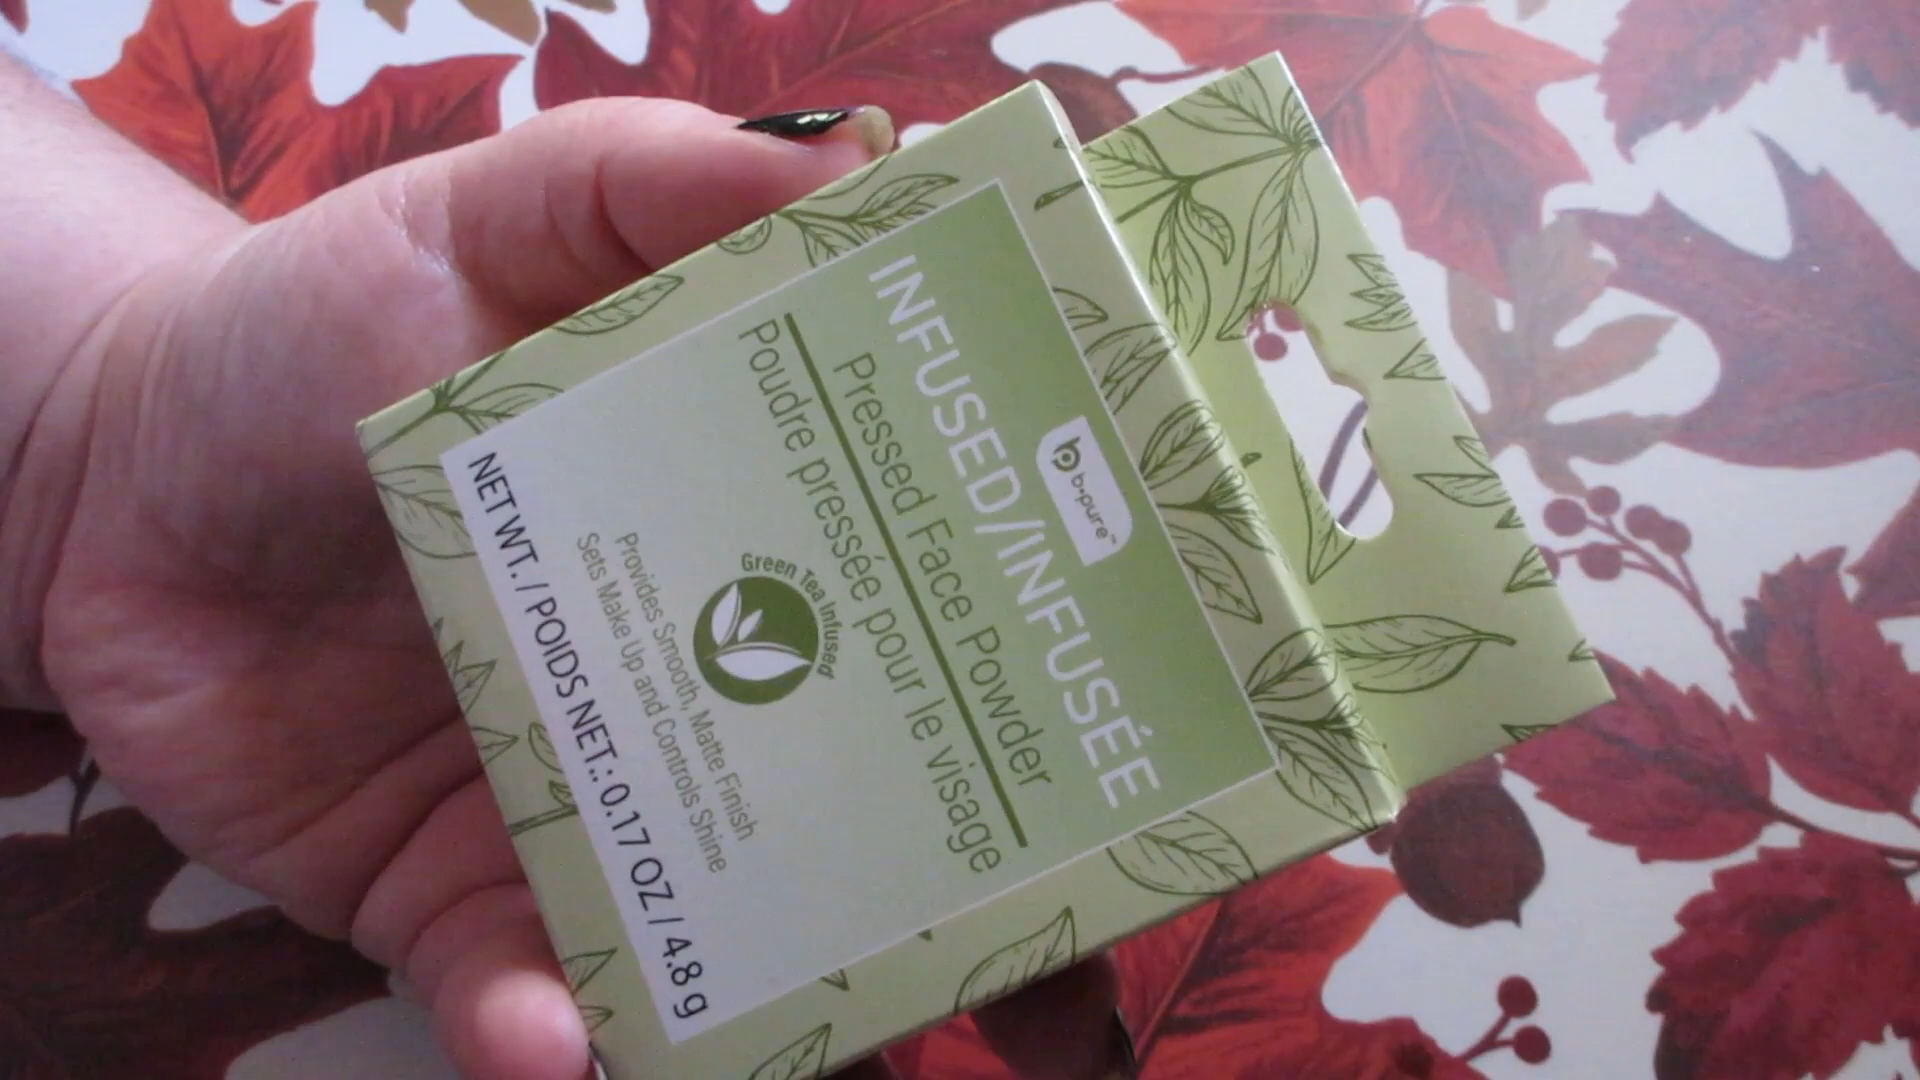 b•pure™
INFUSED/INFUSÉE
Pressed Face Powder
Poudre pressée pour le visage
Green Tea Infused
Provides Smooth, Matte Finish
Sets Make Up and Controls Shine
NET WT. / POIDS NET.: 0.17 OZ / 4.8 g